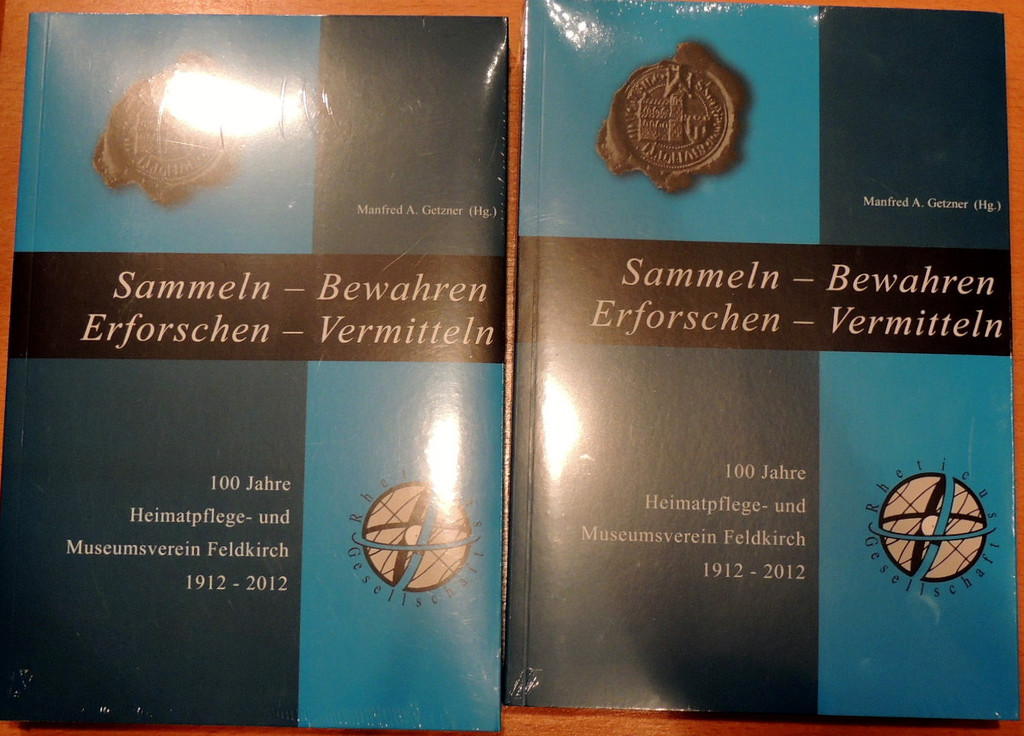 Manfred A. Getzner (Hg.)
Sammeln – Bewahren
Erforschen – Vermitteln
100 Jahre
Heimatpflege- und
Museumsverein Feldkirch
1912 - 2012
Rheticus
Gesellschaft
Manfred A. Getzner (Hg.)
Sammeln – Bewahren
Erforschen – Vermitteln
100 Jahre
Heimatpflege- und
Museumsverein Feldkirch
1912 - 2012
Rheticus
Gesellschaft